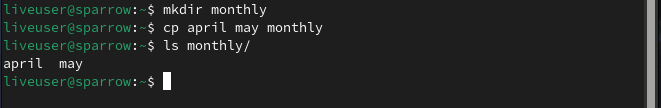 liveuser@sparrow:~$ mkdir monthly
liveuser@sparrow:~$ cp april may monthly
liveuser@sparrow:~$ ls monthly/
april  may
liveuser@sparrow:~$